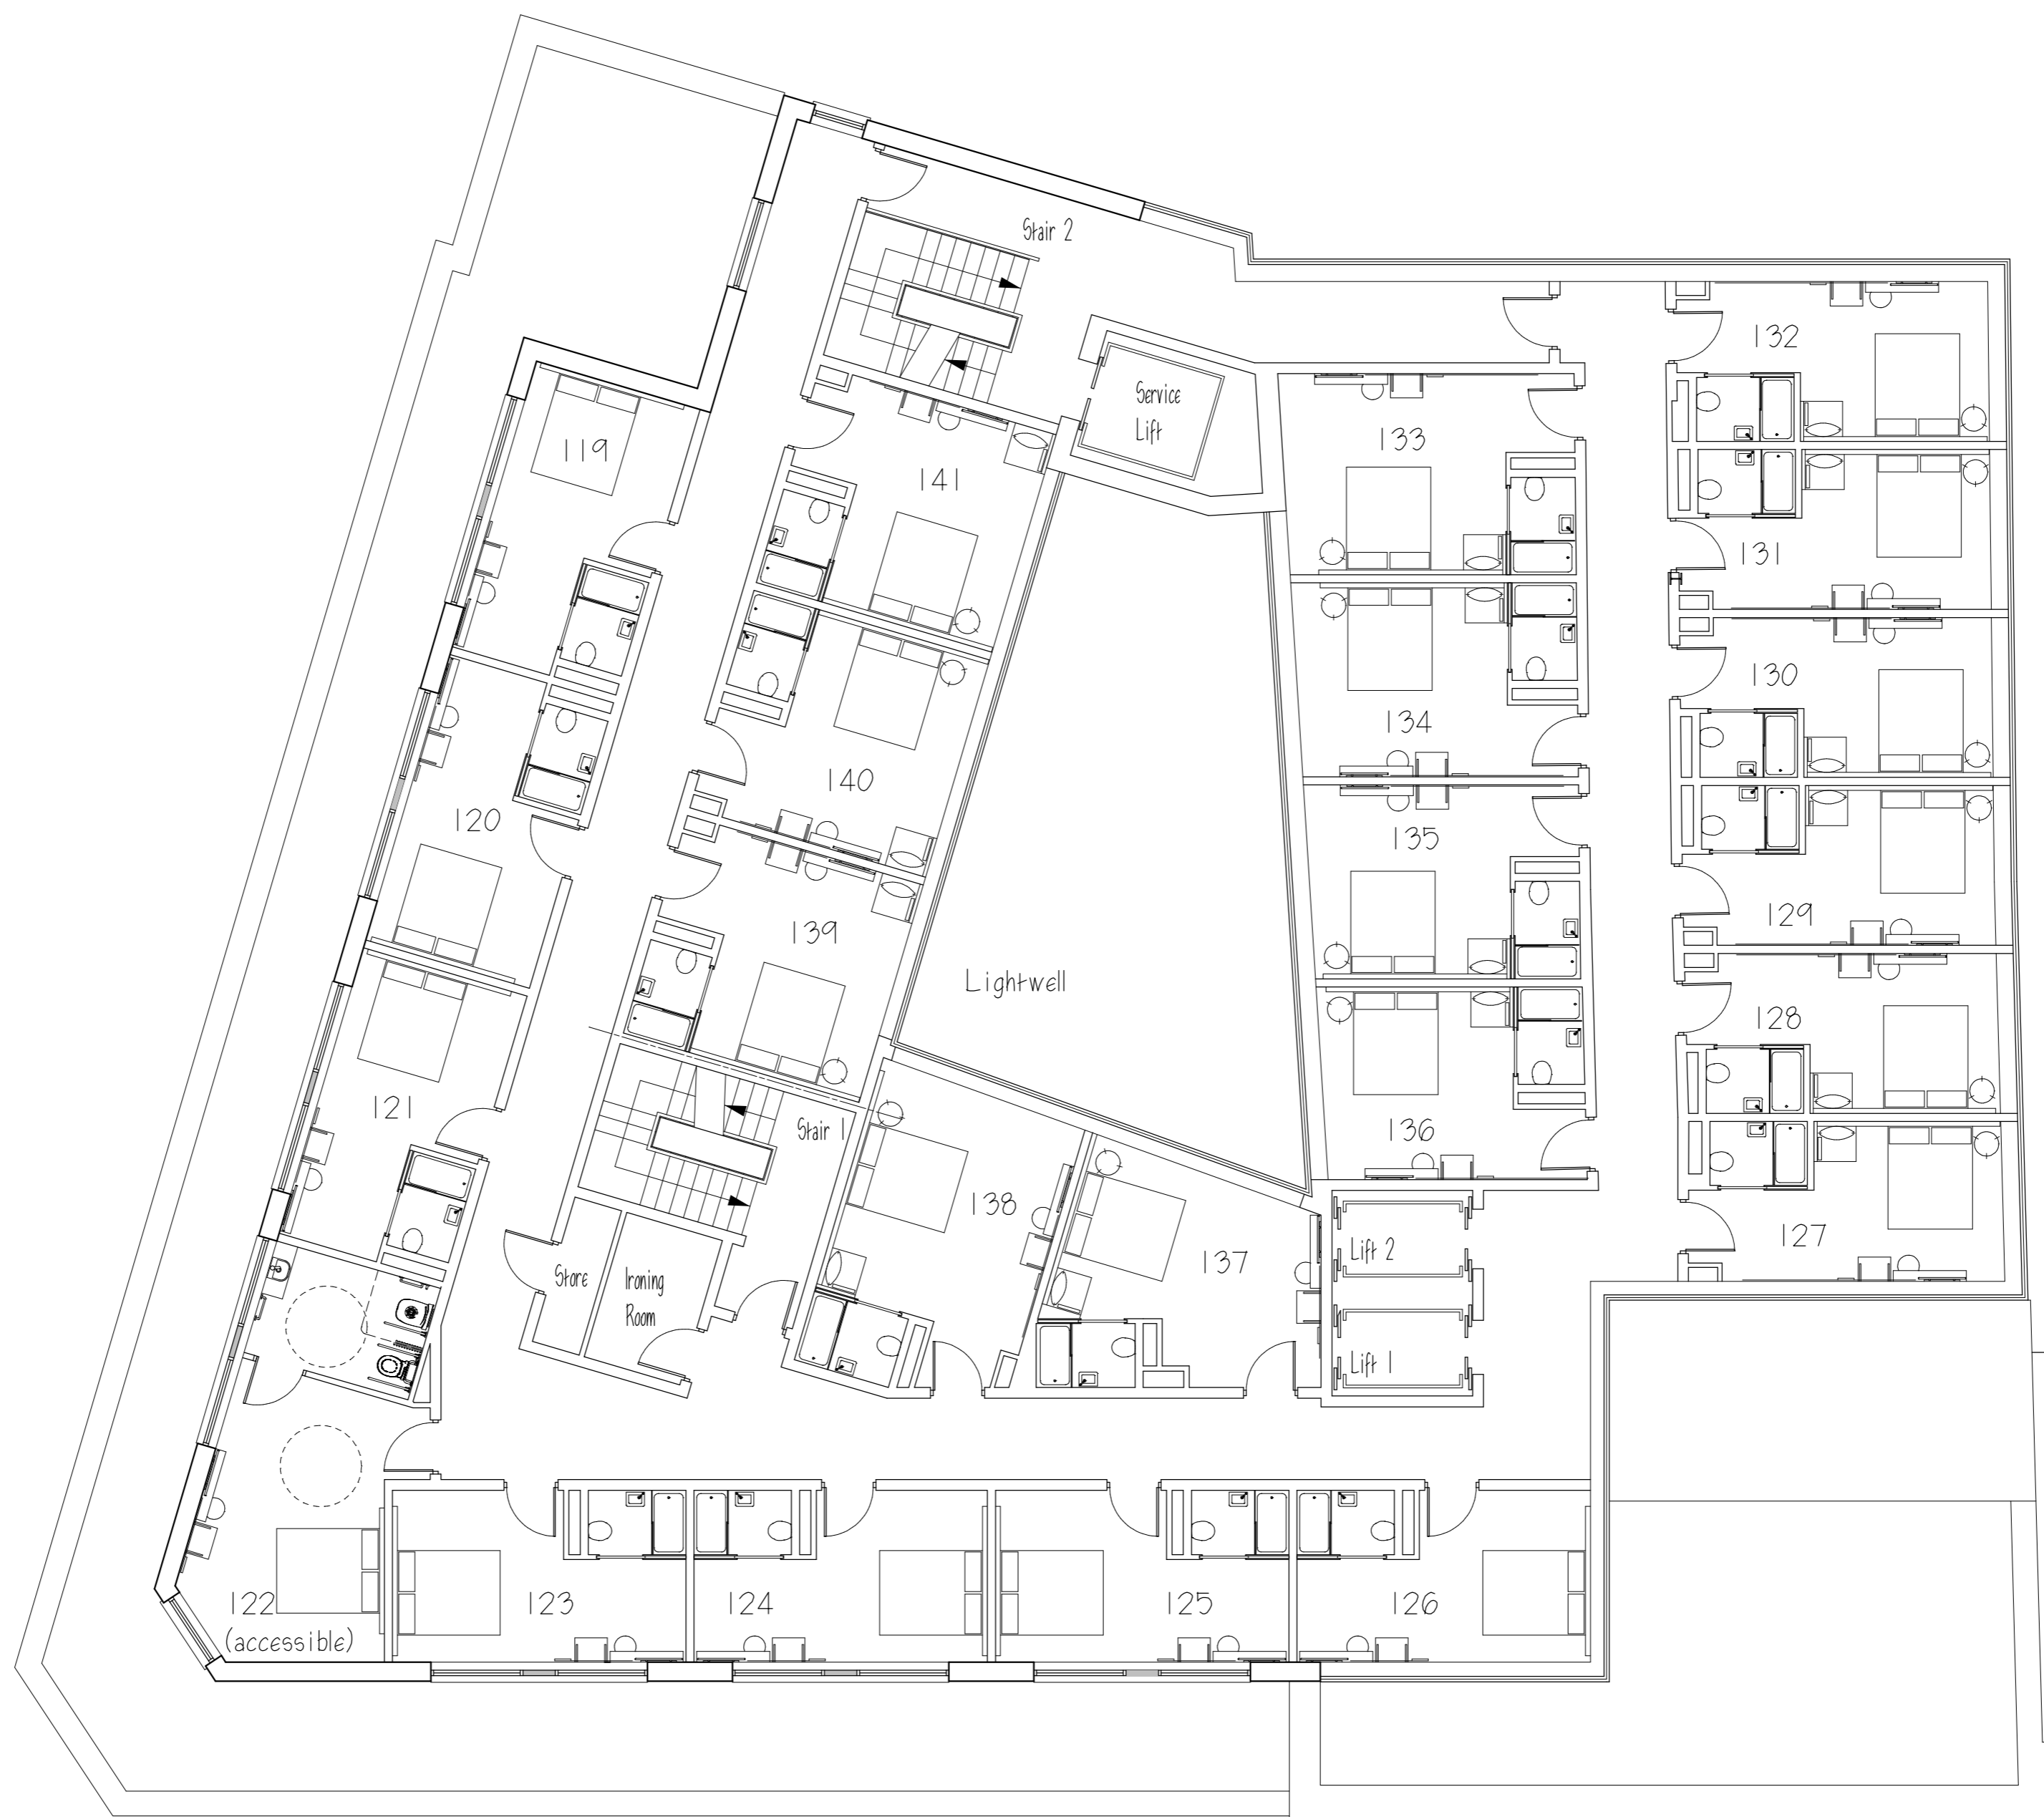 Stair 2
132
Service
Lift
133
119
141
131
130
134
140
120
135
129
139
Lightwell
128
121
Stair 1
136
138
127
137
Lift 2
Store
Ironing
Room
Lift 1
122
(accessible)
123
124
125
126